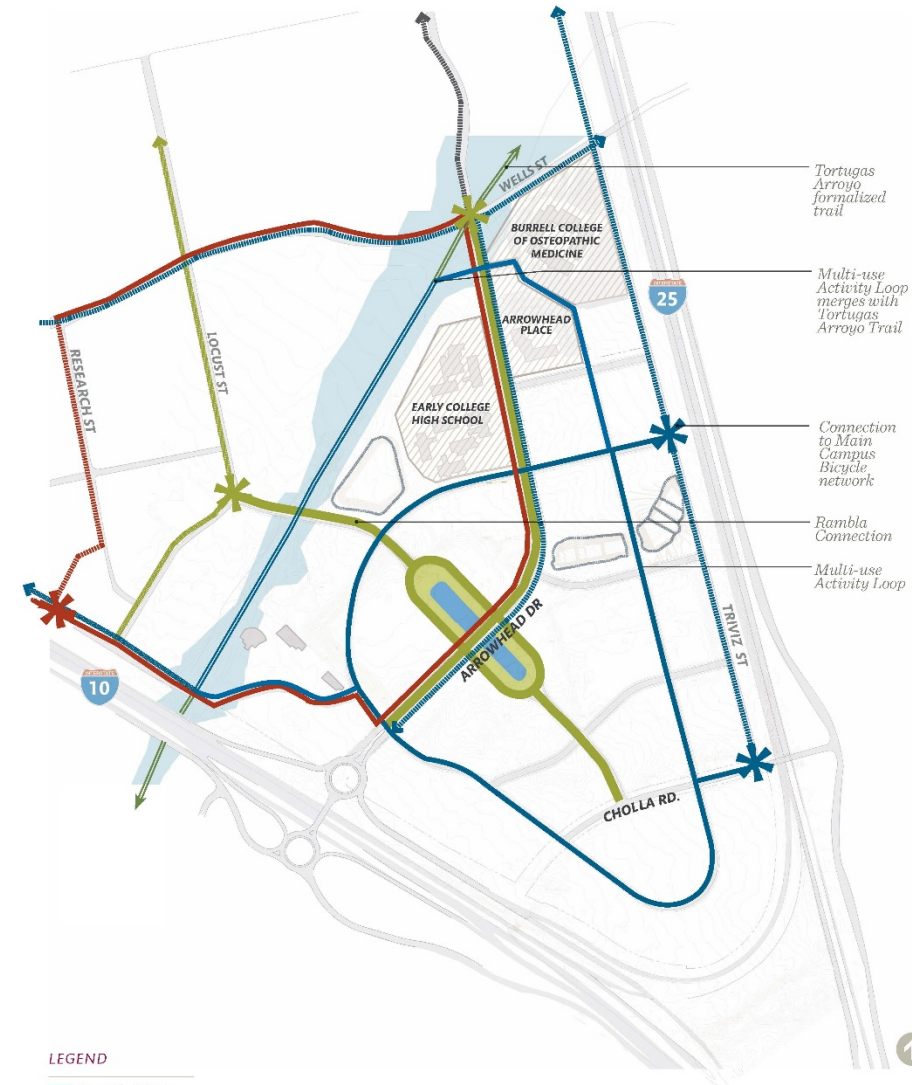 WELLS ST
Tortugas
Arroyo
formalized
trail
BURRELL COLLEGE
OF OSTEOPATHIC
MEDICINE
25
Multi-use
Activity Loop
merges with
Tortugas
Arroyo Trail
ARROWHEAD
PLACE
LOCUST ST
RESEARCH ST
EARLY COLLEGE
HIGH SCHOOL
Connection
to Main
Campus
Bicycle
network
Rambla
Connection
Multi-use
Activity Loop
ARROWHEAD DR
TRIVIZ ST
10
CHOLLA RD.
LEGEND